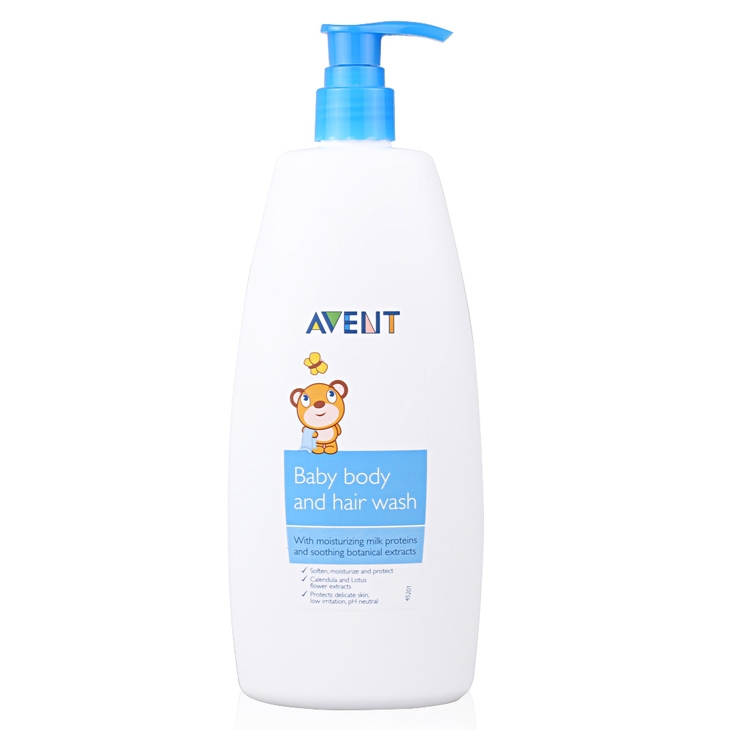 AVENT
Baby body
and hair wash
With moisturizing milk proteins
and soothing botanical extracts
✓ Soften, moisturize and protect
✓ Calendula and Lotus
flower extracts
✓ Protects delicate skin,
low irritation, pH neutral
45201